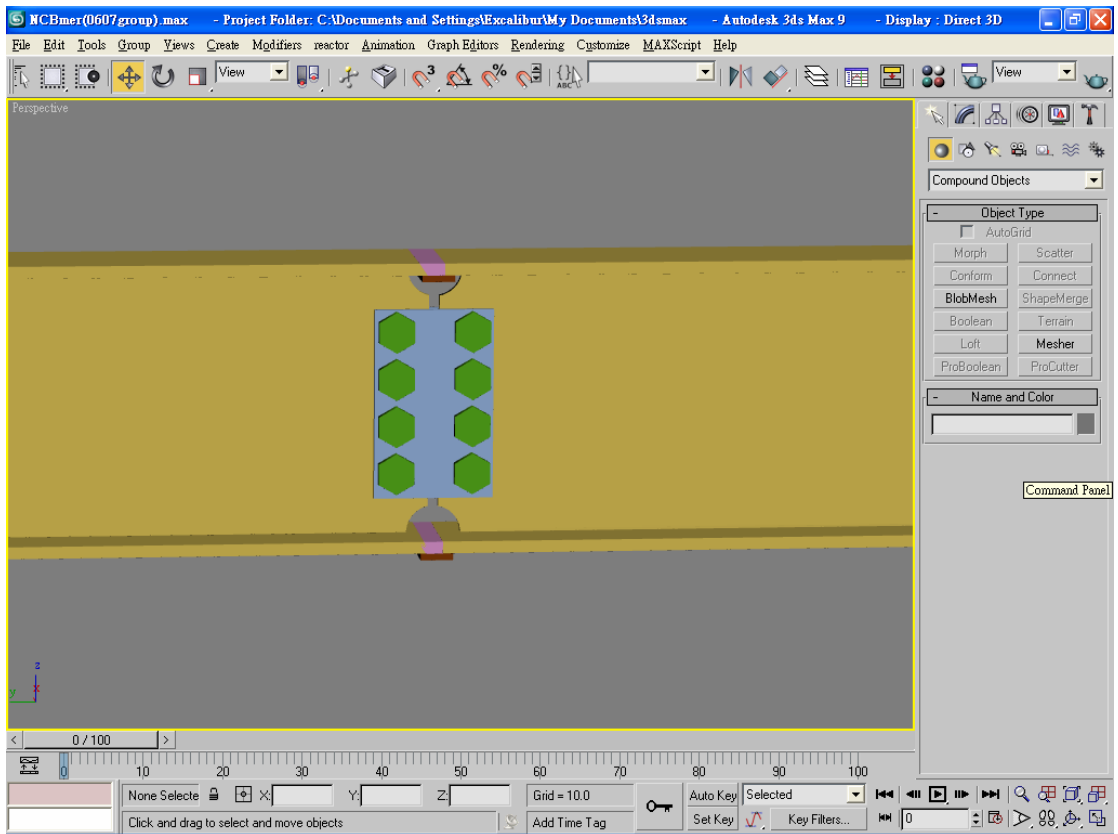 NCBmer(0607group).max - Project Folder: C:\Documents and Settings\Excalibur\My Documents\3dsmax - Autodesk 3ds Max 9 - Display : Direct 3D
File Edit Tools Group Views Create Modifiers reactor Animation Graph Editors Rendering Customize MAXScript Help
View 3 % ABC View
Perspective
Compound Objects
- Object Type
AutoGrid
Morph Scatter
Conform Connect
BlobMesh ShapeMerge
Boolean Terrain
Loft Mesher
ProBoolean ProCutter
- Name and Color
Command Panel
z
y x
< 0 / 100 >
0 10 20 30 40 50 60 70 80 90 100
None Selecte X: Y: Z: Grid = 10.0 Auto Key Selected
Click and drag to select and move objects Add Time Tag Set Key Key Filters... 0